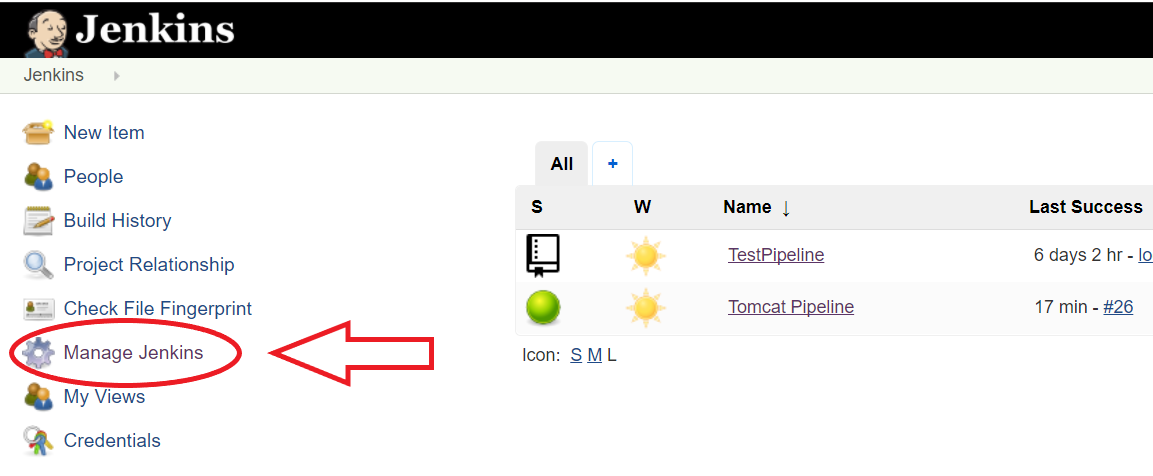 Jenkins
Jenkins
New Item
People
Build History
Project Relationship
Check File Fingerprint
Manage Jenkins
My Views
Credentials
All +
S W Name ↓ Last Success
TestPipeline 6 days 2 hr - lo
Tomcat Pipeline 17 min - #26
Icon: S M L